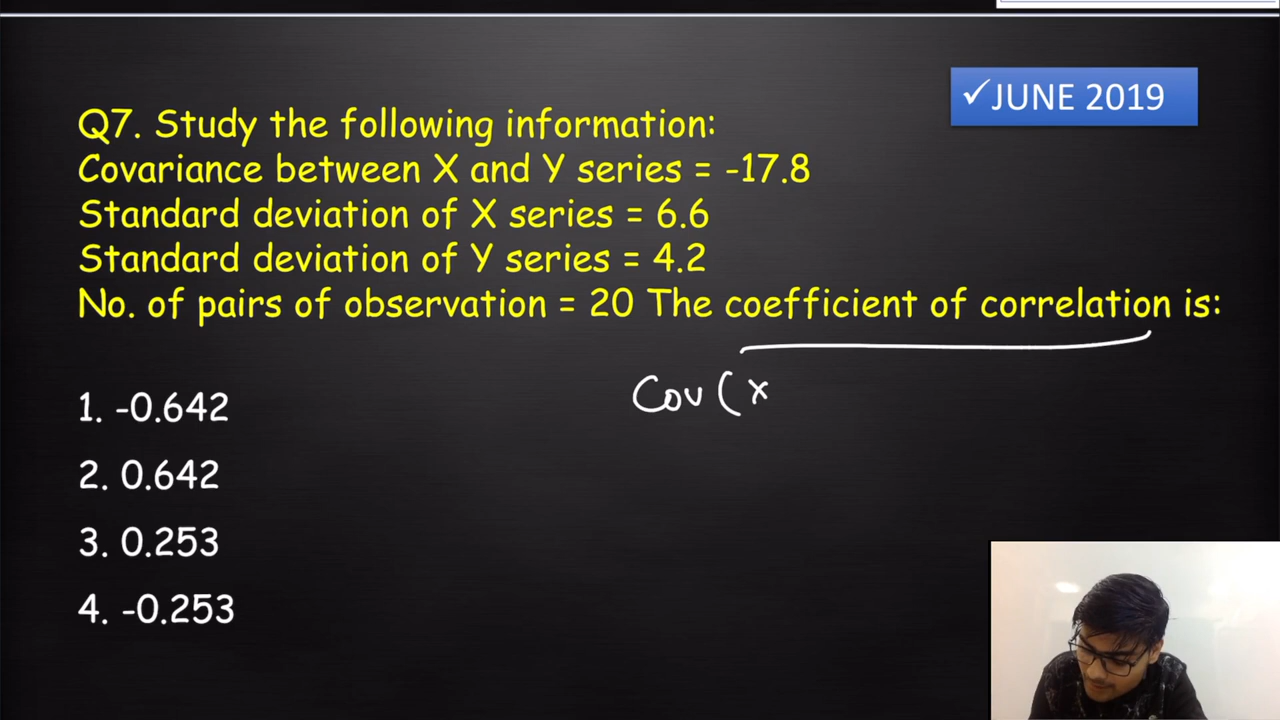 ✓JUNE 2019
Q7. Study the following information:
Covariance between X and Y series = -17.8
Standard deviation of X series = 6.6
Standard deviation of Y series = 4.2
No. of pairs of observation = 20 The coefficient of correlation is:
Cov (x
1. -0.642
2. 0.642
3. 0.253
4. -0.253